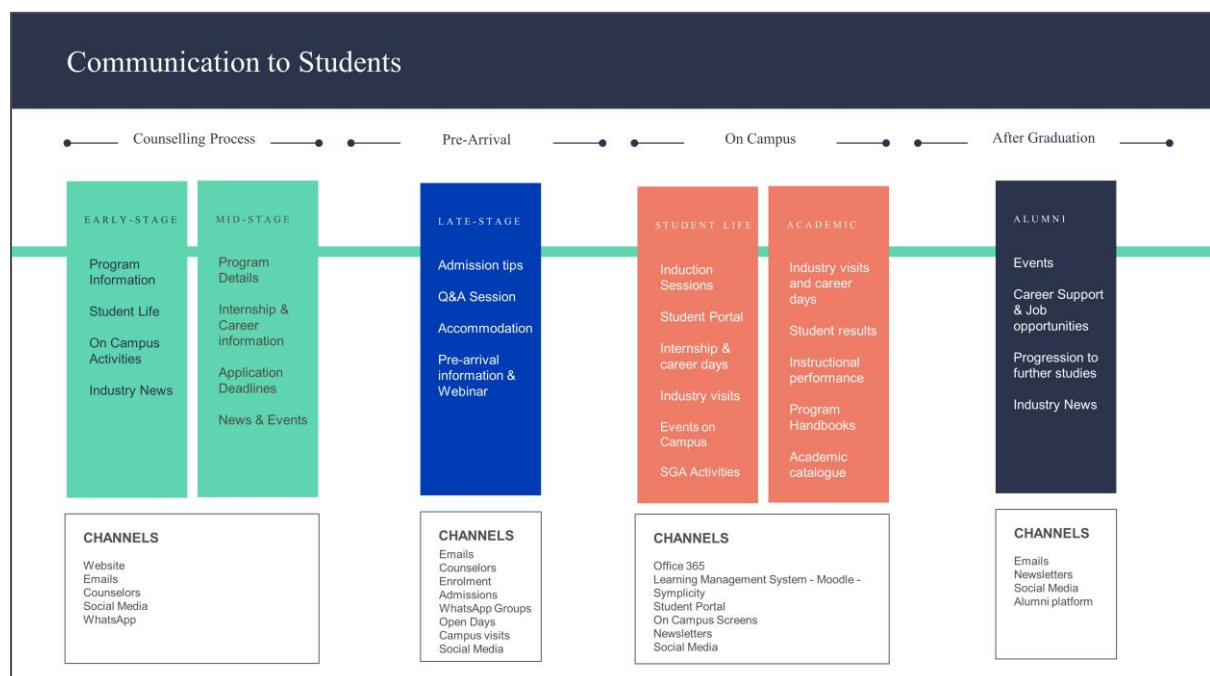 Communication to Students
Counselling Process
Pre-Arrival
On Campus
After Graduation
EARLY-STAGE
Program
Information
Student Life
On Campus
Activities
Industry News
MID-STAGE
Program
Details
Internship &
Career
information
Application
Deadlines
News & Events
LATE-STAGE
Admission tips
Q&A Session
Accommodation
Pre-arrival
information &
Webinar
STUDENT LIFE
Induction
Sessions
Student Portal
Internship &
career days
Industry visits
Events on
Campus
SGA Activities
ACADEMIC
Industry visits
and career
days
Student results
Instructional
performance
Program
Handbooks
Academic
catalogue
ALUMNI
Events
Career Support
& Job
opportunities
Progression to
further studies
Industry News
CHANNELS
Website
Emails
Counselors
Social Media
WhatsApp
CHANNELS
Emails
Counselors
Enrolment
Admissions
WhatsApp Groups
Open Days
Campus visits
Social Media
CHANNELS
Office 365
Learning Management System - Moodle -
Symplicity
Student Portal
On Campus Screens
Newsletters
Social Media
CHANNELS
Emails
Newsletters
Social Media
Alumni platform